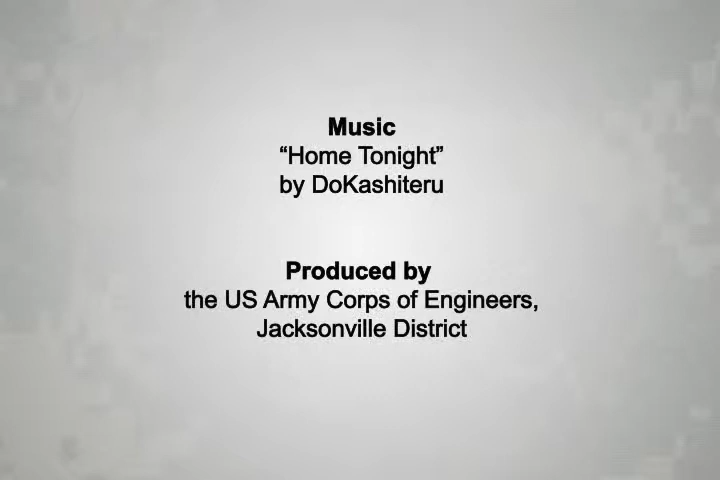 Music
“Home Tonight”
by DoKashiteru
Produced by
the US Army Corps of Engineers,
Jacksonville District